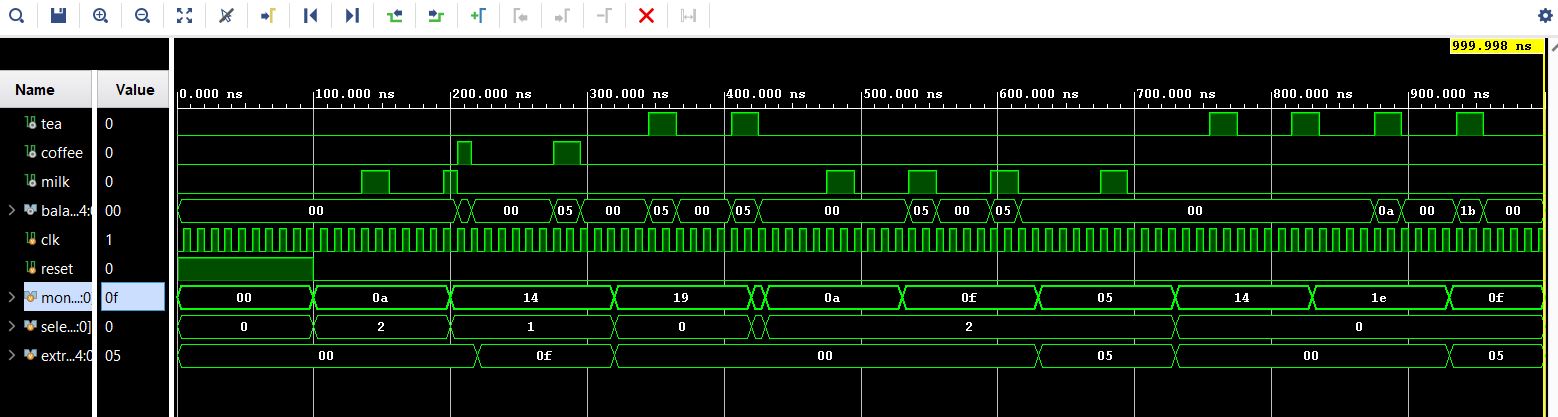 999.998 ns
Name Value 0.000 ns 100.000 ns 200.000 ns 300.000 ns 400.000 ns 500.000 ns 600.000 ns 700.000 ns 800.000 ns 900.000 ns
tea 0
coffee 0
milk 0
bala...4:0 00 00 00 05 00 05 00 05 00 05 00 05 00 0a 00 1b 00
clk 1
reset 0
mon...:0] 0f 00 0a 14 19 0a 0f 05 14 1e 0f
sele...:0] 0 0 2 1 0 2 0
extr...4:0 05 00 0f 00 05 00 05